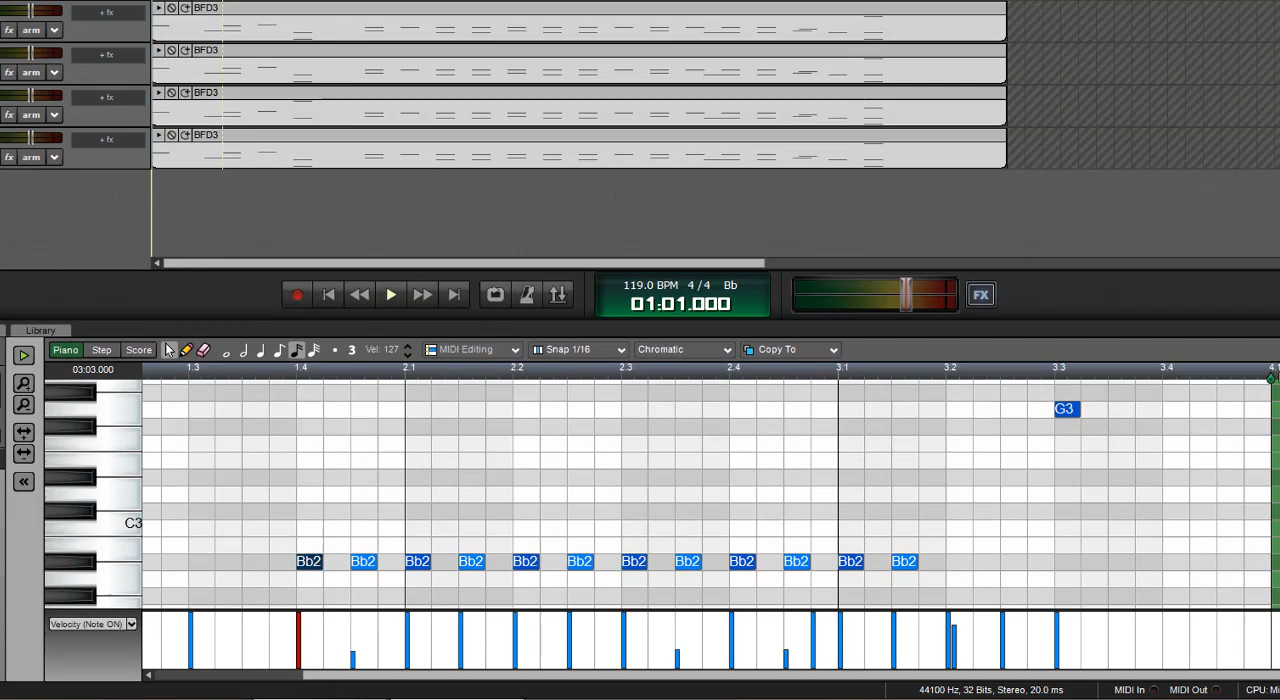 BFD3
+ fx
fx arm
BFD3
+ fx
fx arm
BFD3
+ fx
fx arm
BFD3
+ fx
fx arm
119.0 BPM 4 / 4 Bb
01:01.000
FX
Library
Piano Step Score 3 Vel: 127 MIDI Editing Snap 1/16 Chromatic Copy To
03:03.000 1.3 1.4 2.1 2.2 2.3 2.4 3.1 3.2 3.3 3.4 4.1
G3
C3
Bb2 Bb2 Bb2 Bb2 Bb2 Bb2 Bb2 Bb2 Bb2 Bb2 Bb2 Bb2
Velocity (Note ON)
44100 Hz, 32 Bits, Stereo, 20.0 ms MIDI In MIDI Out CPU: